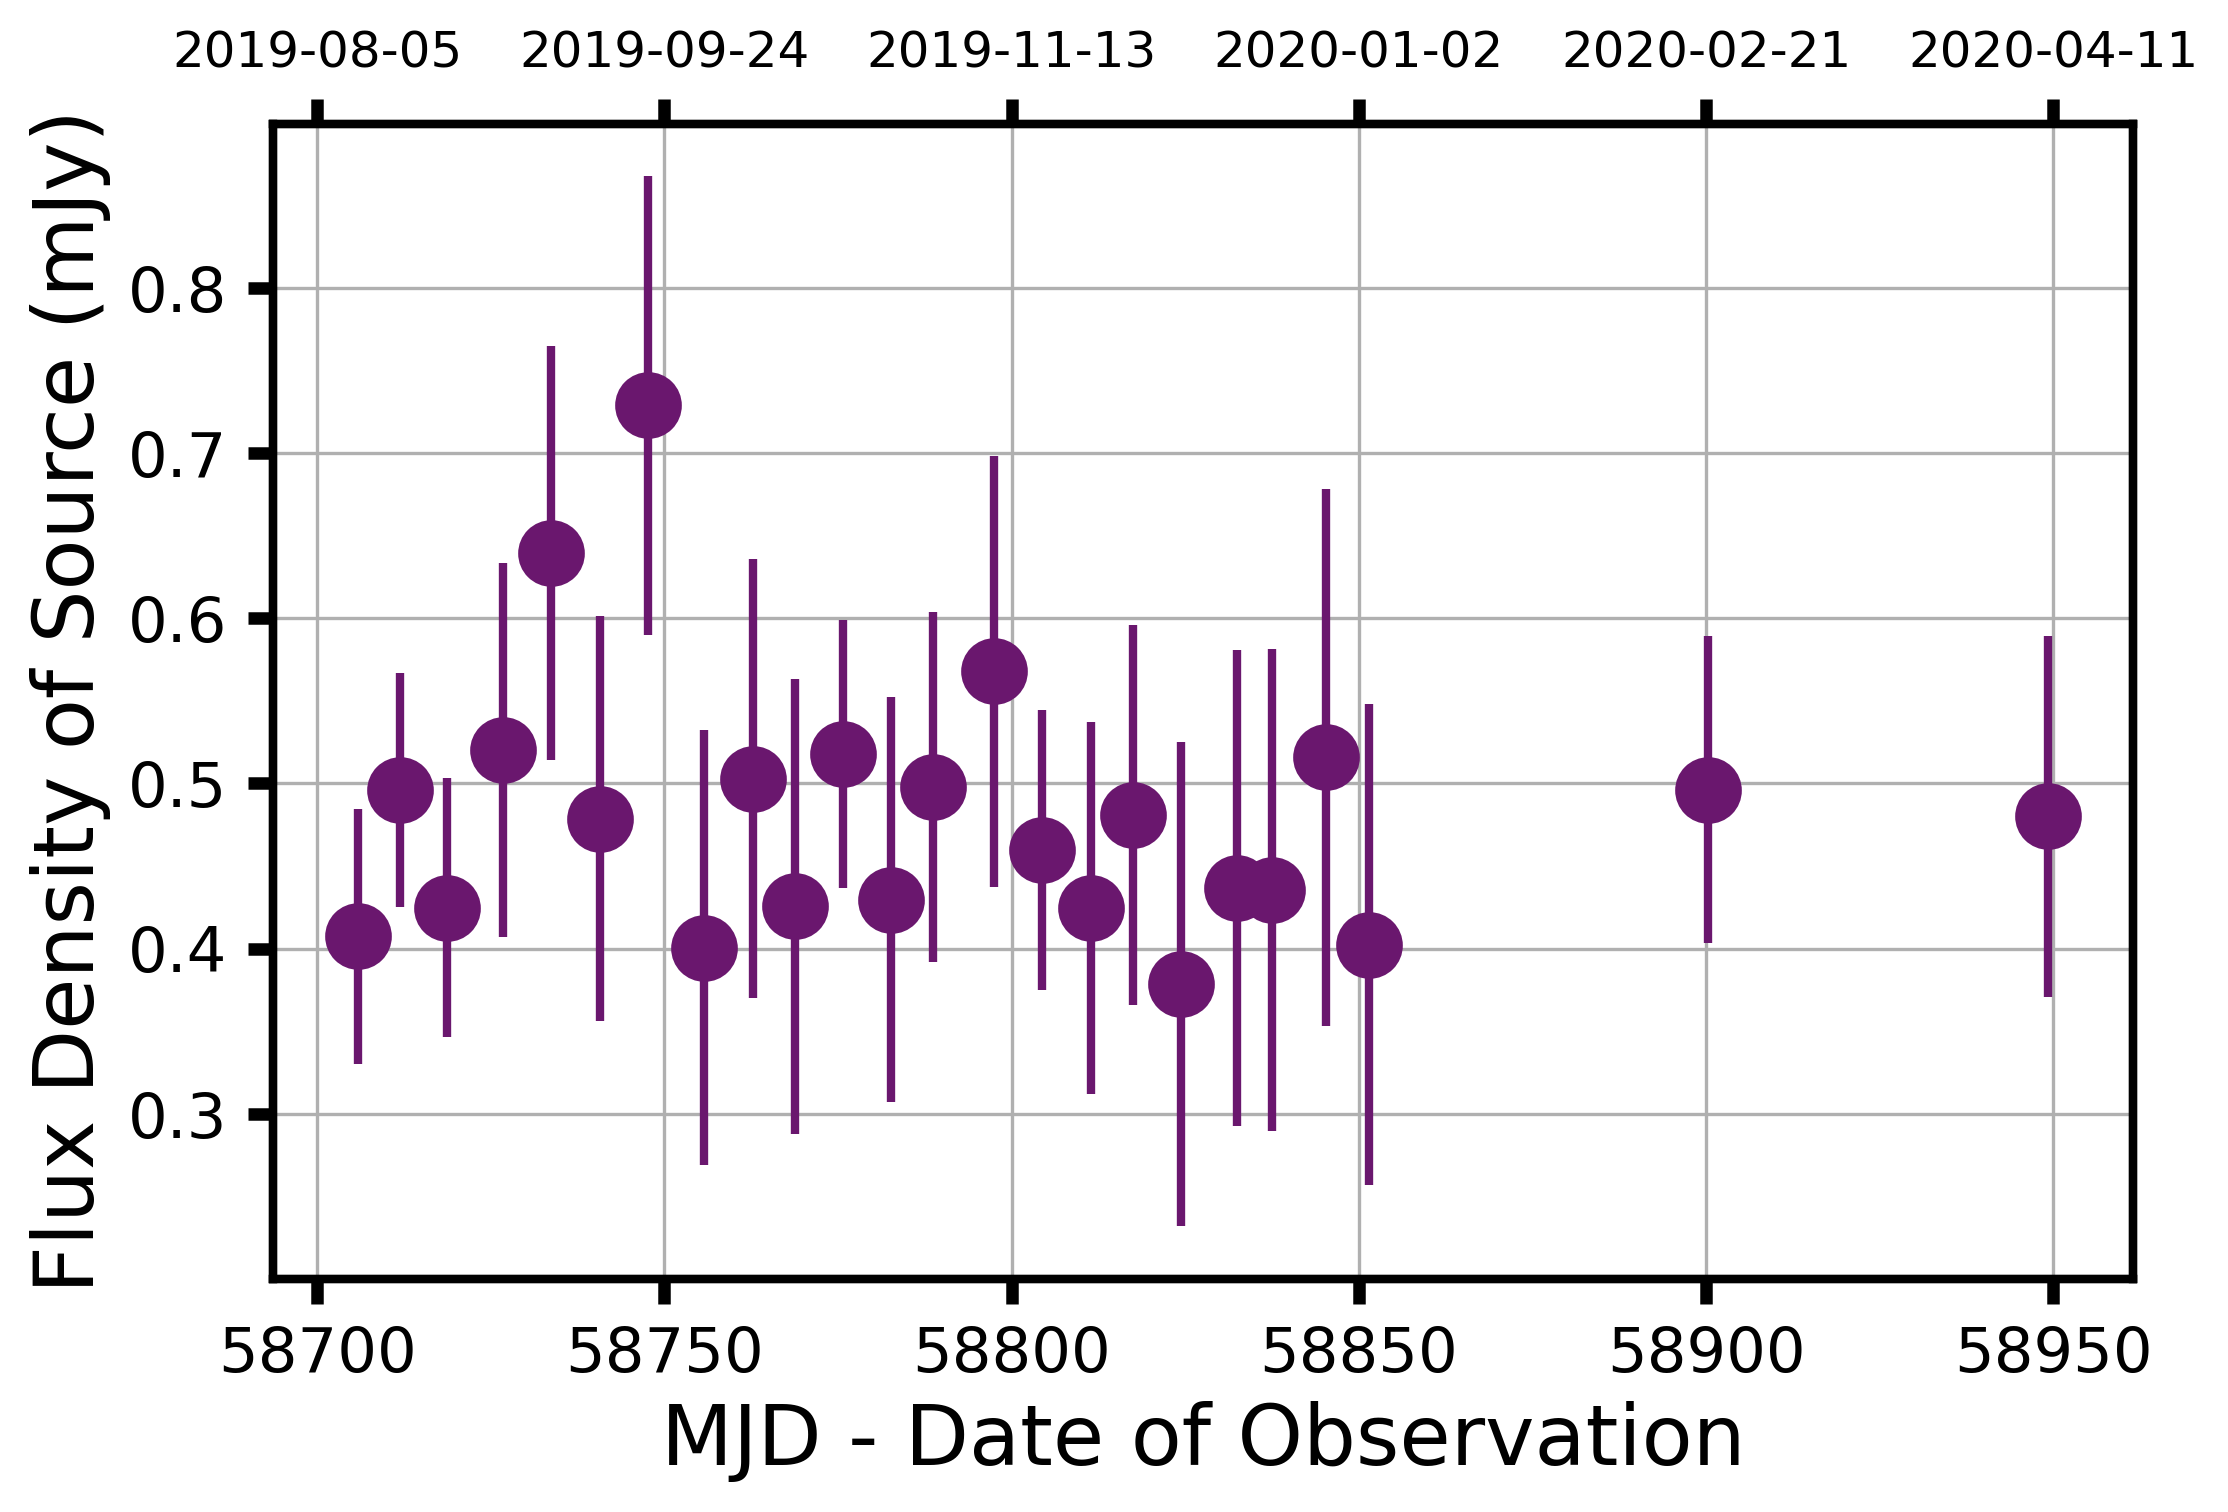 2019-08-05 2019-09-24 2019-11-13 2020-01-02 2020-02-21 2020-04-11
Flux Density of Source (mJy)
0.8
0.7
0.6
0.5
0.4
0.3
58700 58750 58800 58850 58900 58950
MJD - Date of Observation